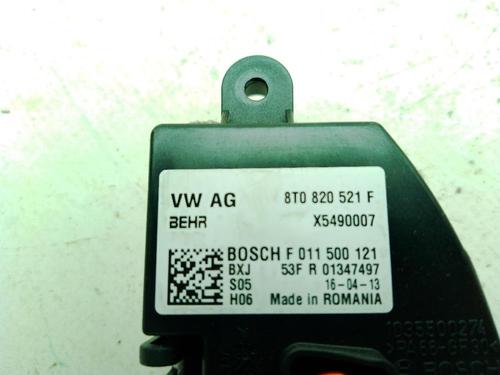 VW AG 8T0 820 521 F
BEHR X5490007
BOSCH F 011 500 121
BXJ 53F R 01347497
S05 16-04-13
H06 Made in ROMANIA
1035500274